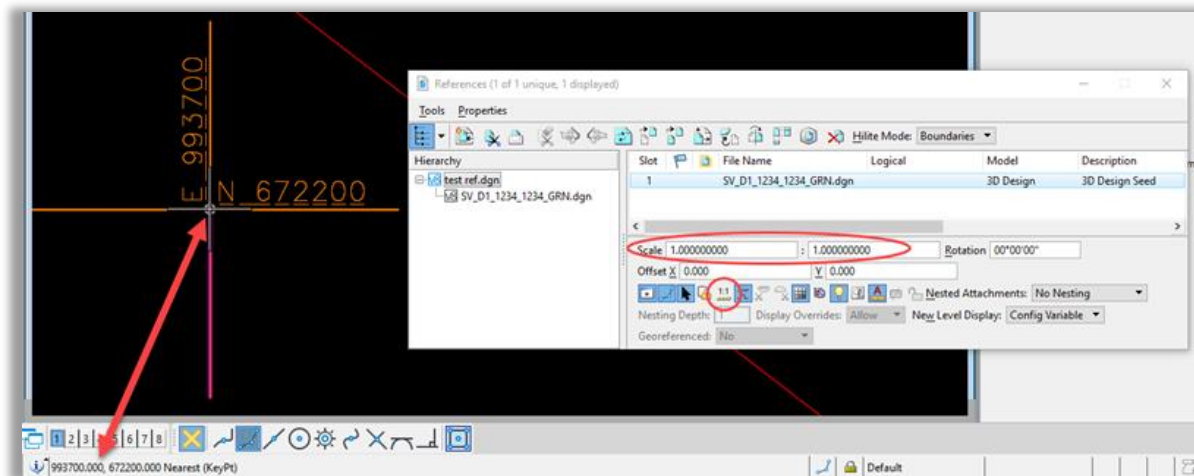 E 993700
N 672200
References (1 of 1 unique, 1 displayed)
Tools Properties
Hilite Mode: Boundaries
Hierarchy
Slot File Name Logical Model Description
test ref.dgn
1 SV_D1_1234_1234_GRN.dgn 3D Design 3D Design Seed
SV_D1_1234_1234_GRN.dgn
Scale 1.000000000 : 1.000000000 Rotation 00°00'00"
Offset X 0.000 Y 0.000
1:1 Nested Attachments: No Nesting
Nesting Depth: 1 Display Overrides: Allow New Level Display: Config Variable
Georeferenced: No
1 2 3 4 5 6 7 8
993700.000, 672200.000 Nearest (KeyPt) Default